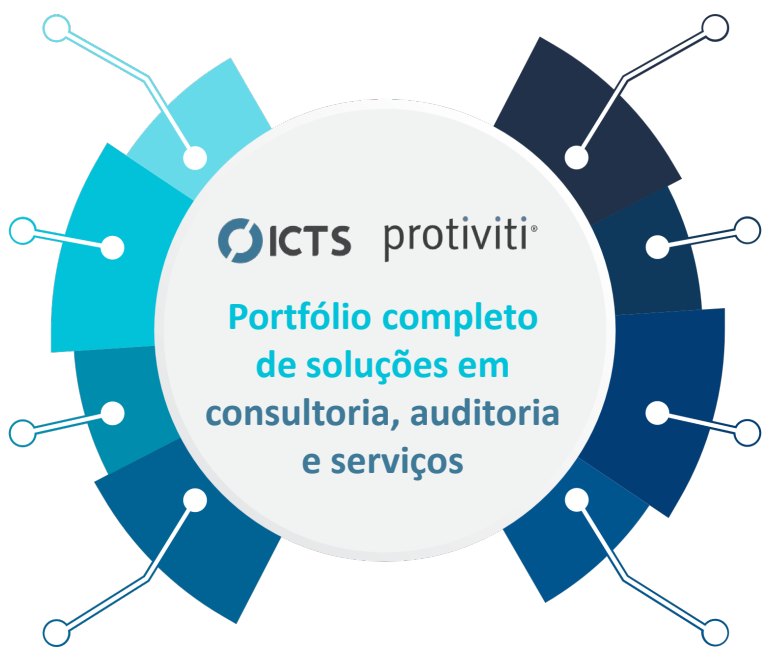 ICTS protiviti®
Portfólio completo
de soluções em
consultoria, auditoria
e serviços